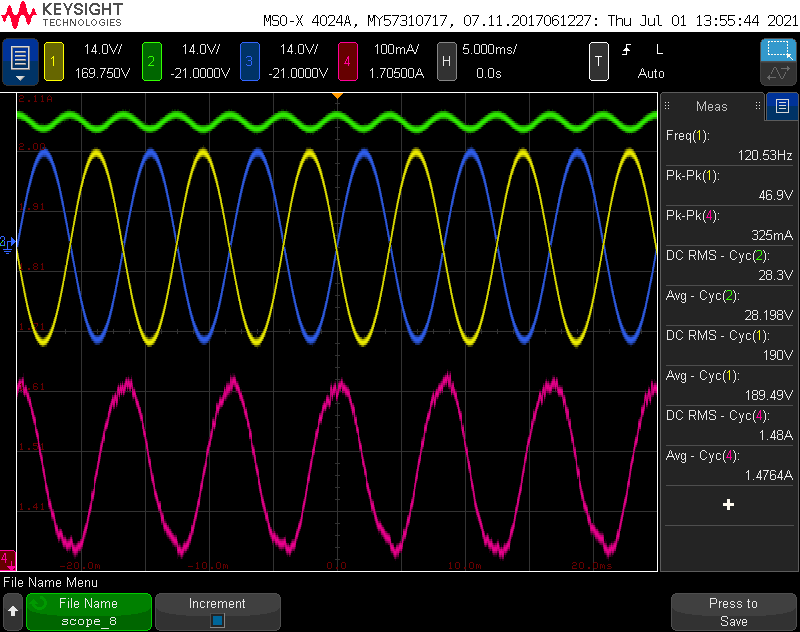 KEYSIGHT
TECHNOLOGIES
MSO-X 4024A, MY57310717, 07.11.2017061227: Thu Jul 01 13:55:44 2021
1 14.0V/ 169.750V
2 14.0V/ -21.0000V
3 14.0V/ -21.0000V
4 100mA/ 1.70500A
H 5.000ms/ 0.0s
T L Auto
2.11A
2.01
1.91
1.81
1.61
1.51
1.41
-20.0m -10.0m 0.0 10.0m 20.0m
2
4
Meas
Freq(1):
120.53Hz
Pk-Pk(1):
46.9V
Pk-Pk(4):
325mA
DC RMS - Cyc(2):
28.3V
Avg - Cyc(2):
28.198V
DC RMS - Cyc(1):
190V
Avg - Cyc(1):
189.49V
DC RMS - Cyc(4):
1.48A
Avg - Cyc(4):
1.4764A
File Name Menu
File Name
scope_8
Increment
Press to
Save